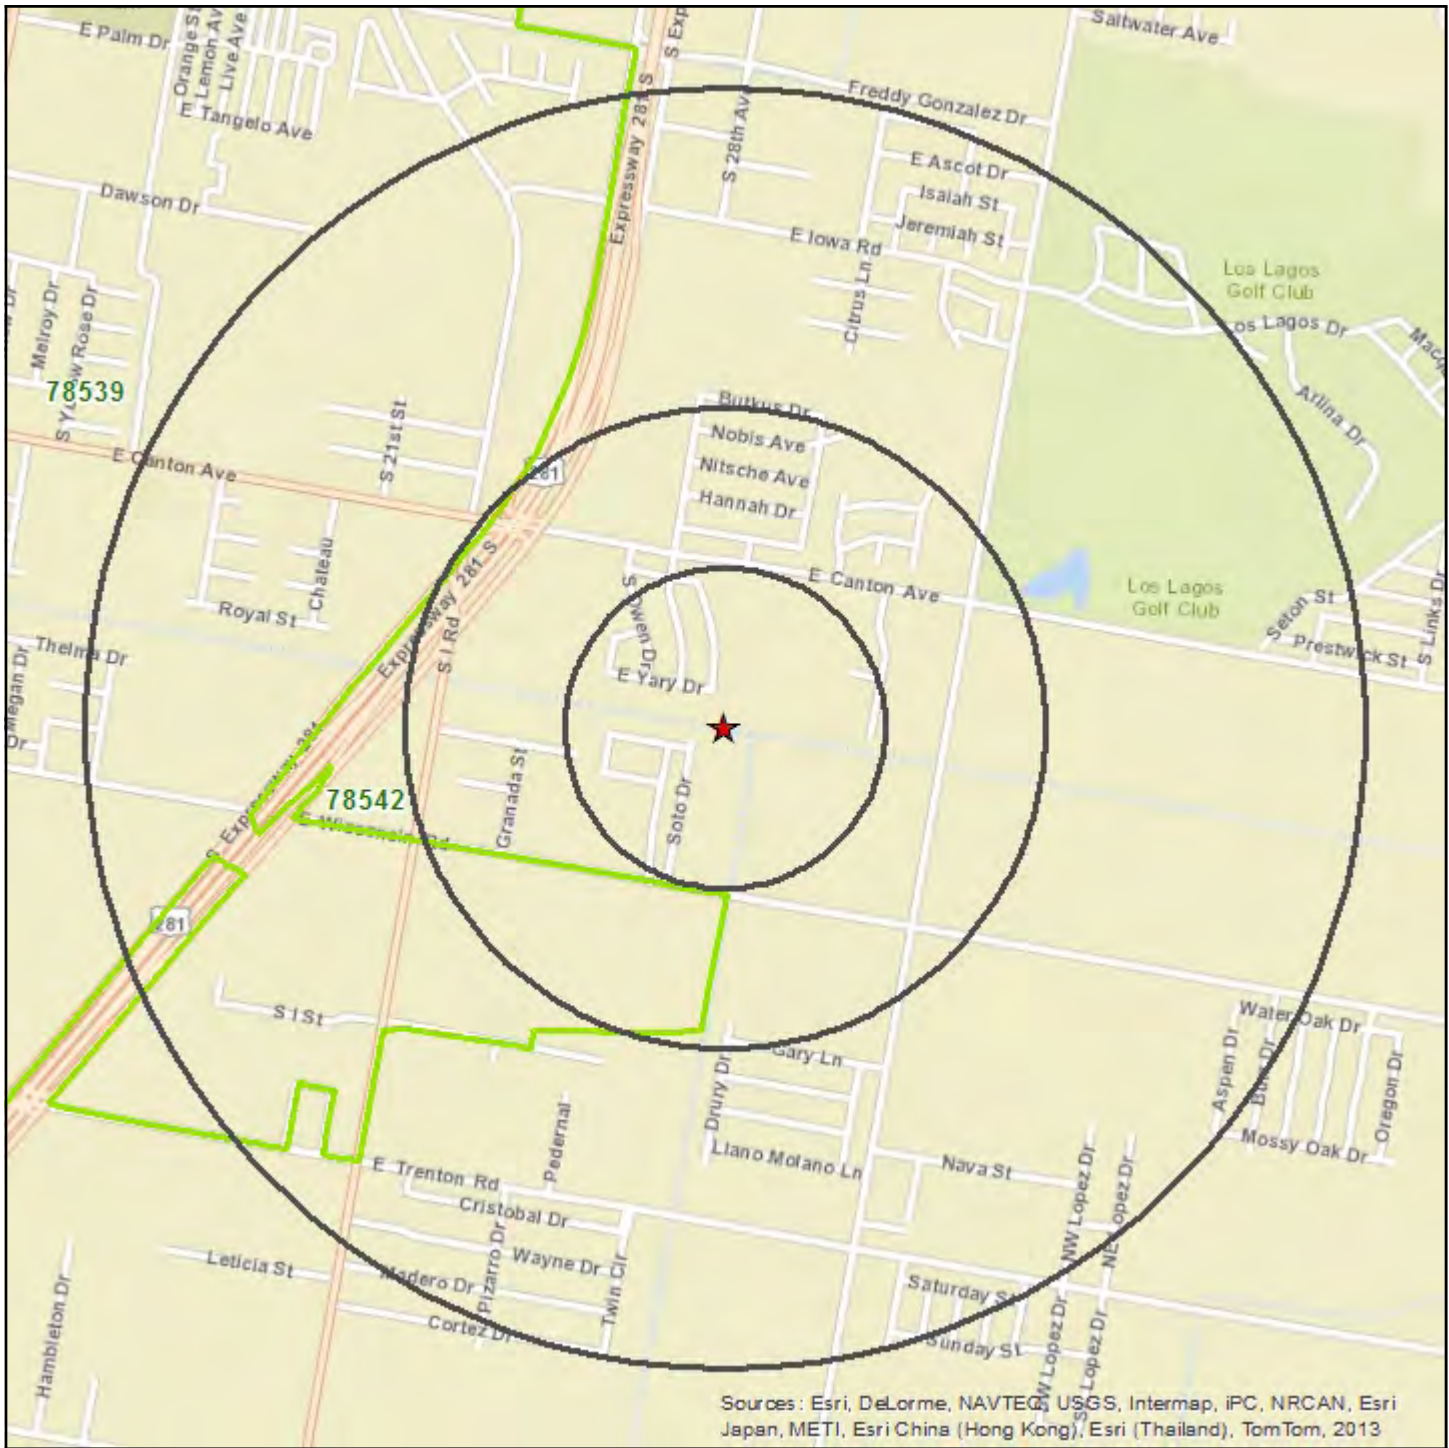 E Palm Dr
Orange St
Lemon Av
Live Ave
E Tangelo Ave
Dawson Dr
Melroy Dr
78539
E Canton Ave
S 21st St
Chateau
Royal St
Thelma Dr
Megan Dr
Dr
S Exp
Saltwater Ave
Freddy Gonzalez Dr
S 28th Av
Expressway 281 S
E Ascot Dr
Isaiah St
Jeremiah St
E Iowa Rd
Citrus Ln
Los Lagos
Golf Club
Los Lagos Dr
Arlina Dr
Butkus Dr
Nobis Ave
Nitsche Ave
Hannah Dr
281
Expressway 281 S
S I Rd
E Canton Ave
Los Lagos
Golf Club
Seton St
Prestwick St
S Links Dr
E Yary Dr
S Expressway 281
78542
E Wisconsin Rd
Granada St
Soto Dr
281
S I St
Water Oak Dr
Aspen Dr
Oregon Dr
Mossy Oak Dr
Gary Ln
Drury Dr
Llano Molano Ln
Nava St
NW Lopez Dr
NE Lopez Dr
Pedernal
E Trenton Rd
Cristobal Dr
Pizarro Dr
Wayne Dr
Twin Cir
Madero Dr
Cortez Dr
Leticia St
Hambleton Dr
Saturday St
Sunday St
SW Lopez Dr
Lopez Dr
Sources: Esri, DeLorme, NAVTEQ, USGS, Intermap, iPC, NRCAN, Esri
Japan, METI, Esri China (Hong Kong), Esri (Thailand), TomTom, 2013